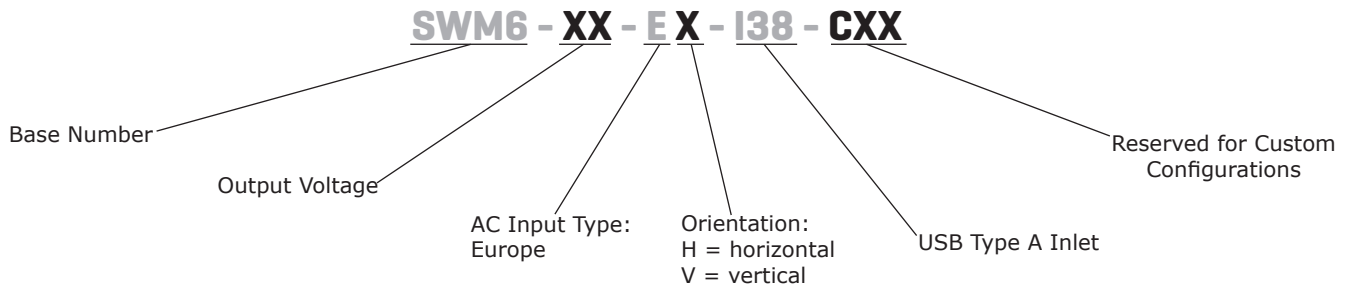 SWM6 - XX - E X - I38 - CXX
Base Number
Output Voltage
AC Input Type:
Europe
Orientation:
H = horizontal
V = vertical
USB Type A Inlet
Reserved for Custom
Configurations